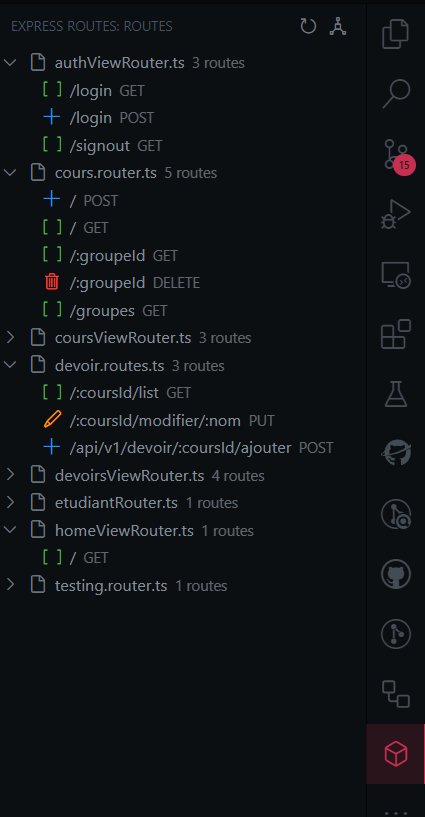 EXPRESS ROUTES: ROUTES
authViewRouter.ts 3 routes
[ ] /login GET
/login POST
[ ] /signout GET
cours.router.ts 5 routes
/ POST
[ ] / GET
[ ] /:groupeId GET
/:groupeId DELETE
[ ] /groupes GET
coursViewRouter.ts 3 routes
devoir.routes.ts 3 routes
[ ] /:coursId/list GET
/:coursId/modifier/:nom PUT
/api/v1/devoir/:coursId/ajouter POST
devoirsViewRouter.ts 4 routes
etudiantRouter.ts 1 routes
homeViewRouter.ts 1 routes
[ ] / GET
testing.router.ts 1 routes
15